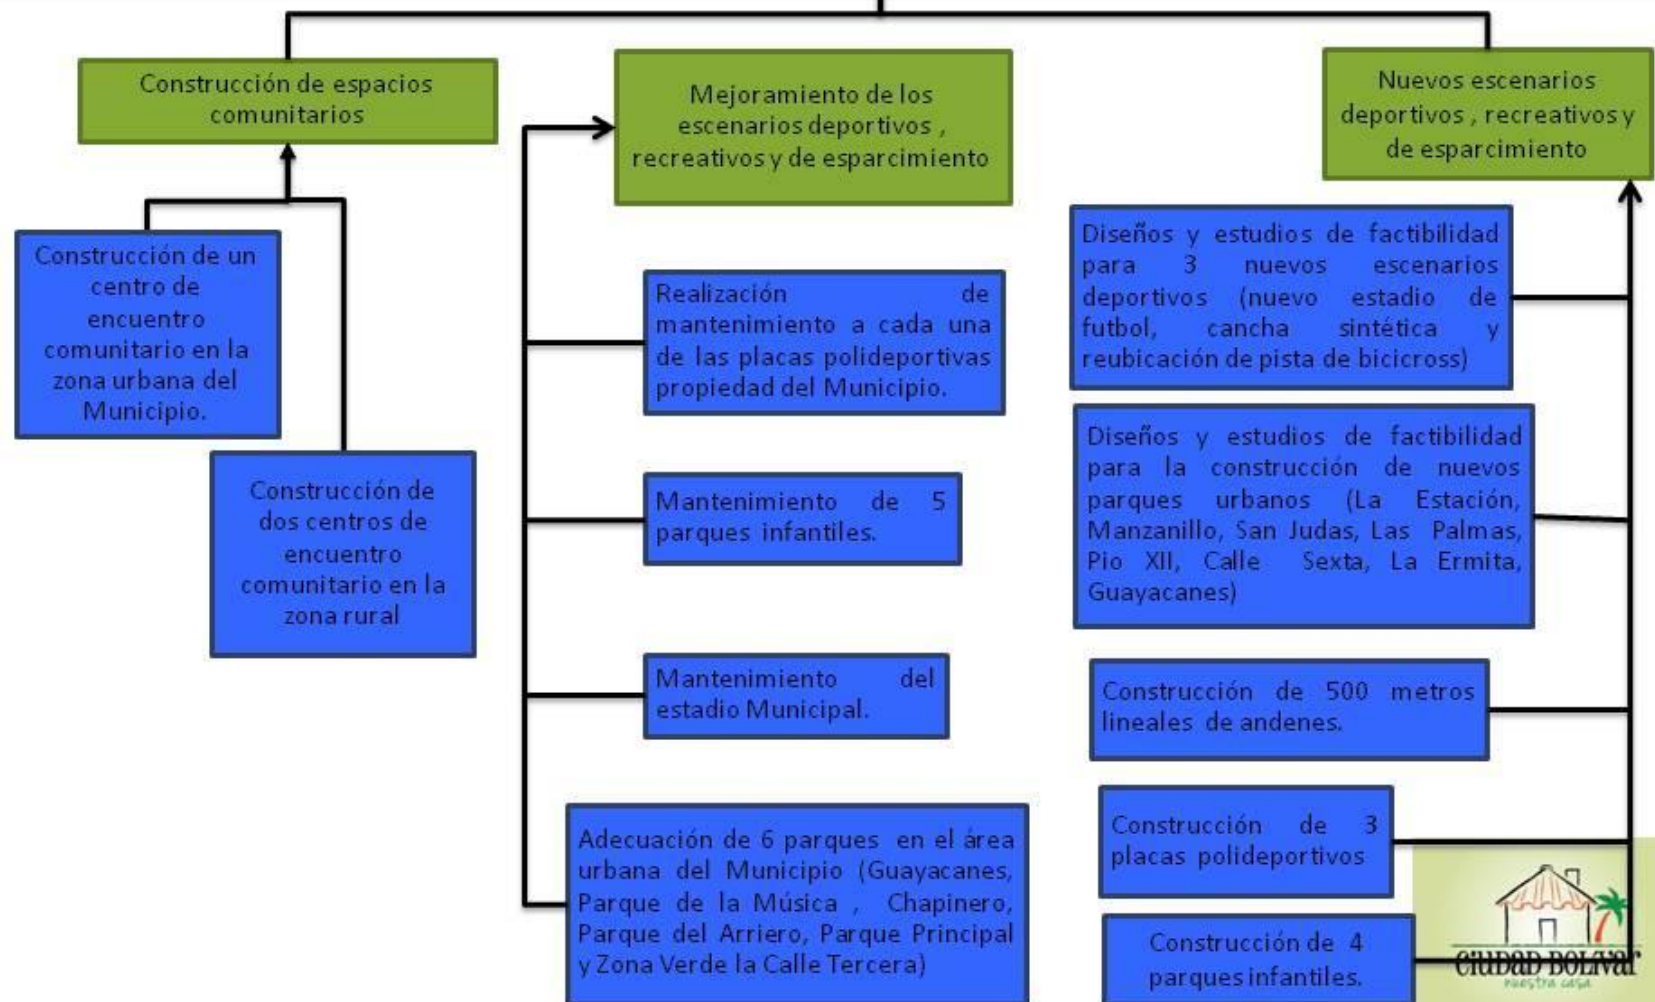 Construcción de espacios
comunitarios
Construcción de un
centro de
encuentro
comunitario en la
zona urbana del
Municipio.
Construcción de
dos centros de
encuentro
comunitario en la
zona rural
Mejoramiento de los
escenarios deportivos ,
recreativos y de esparcimiento
Realización de
mantenimiento a cada una
de las placas polideportivas
propiedad del Municipio.
Mantenimiento de 5
parques infantiles.
Mantenimiento del
estadio Municipal.
Adecuación de 6 parques en el área
urbana del Municipio (Guayacanes,
Parque de la Música , Chapinero,
Parque del Arriero, Parque Principal
y Zona Verde la Calle Tercera)
Nuevos escenarios
deportivos , recreativos y
de esparcimiento
Diseños y estudios de factibilidad
para 3 nuevos escenarios
deportivos (nuevo estadio de
futbol, cancha sintética y
reubicación de pista de bicicross)
Diseños y estudios de factibilidad
para la construcción de nuevos
parques urbanos (La Estación,
Manzanillo, San Judas, Las Palmas,
Pio XII, Calle Sexta, La Ermita,
Guayacanes)
Construcción de 500 metros
lineales de andenes.
Construcción de 3
placas polideportivos
Construcción de 4
parques infantiles.
CIUDAD BOLIVAR
nuestra casa